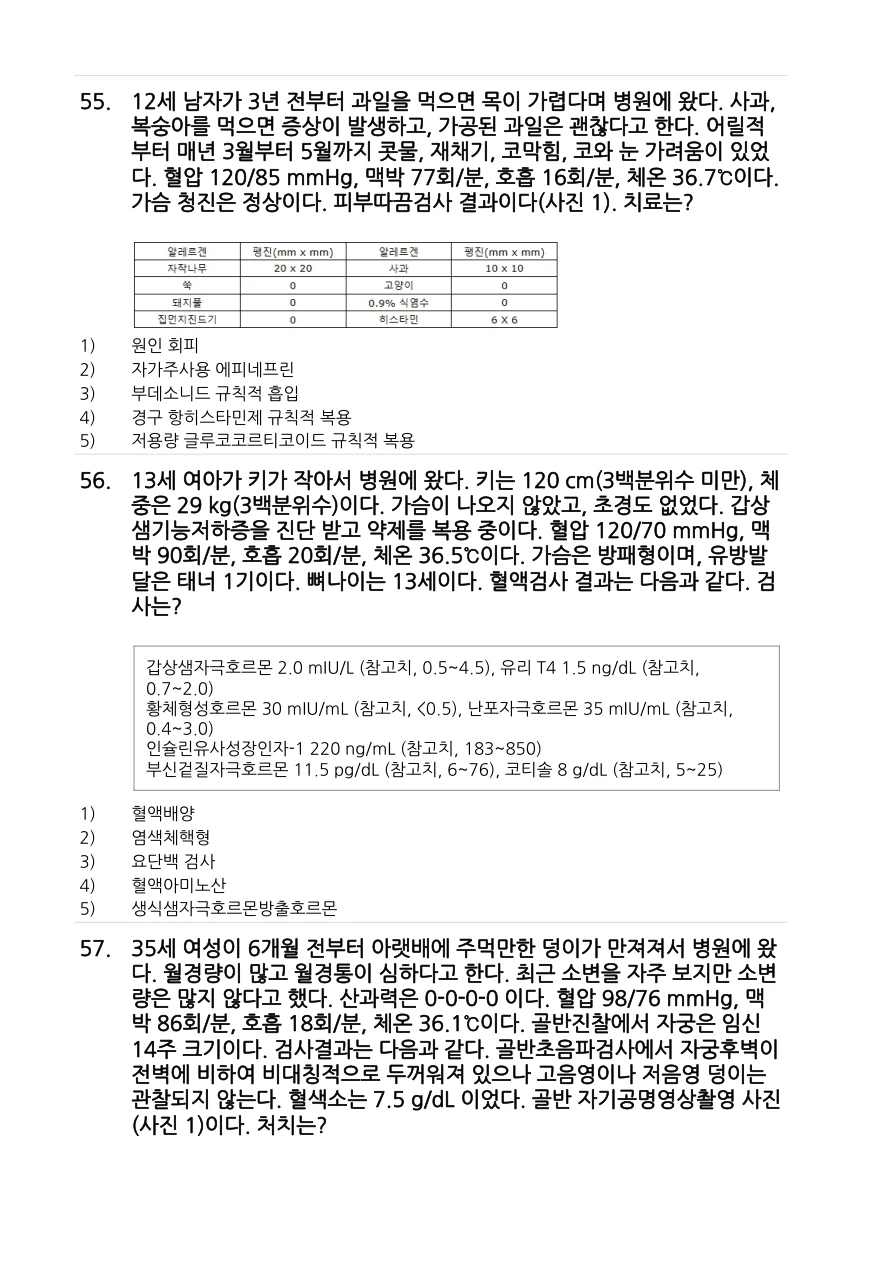 55. 12세 남자가 3년 전부터 과일을 먹으면 목이 가렵다며 병원에 왔다. 사과,
복숭아를 먹으면 증상이 발생하고, 가공된 과일은 괜찮다고 한다. 어릴적
부터 매년 3월부터 5월까지 콧물, 재채기, 코막힘, 코와 눈 가려움이 있었
다. 혈압 120/85 mmHg, 맥박 77회/분, 호흡 16회/분, 체온 36.7℃이다.
가슴 청진은 정상이다. 피부따끔검사 결과이다(사진 1). 치료는?
알레르겐 팽진(mm x mm) 알레르겐 팽진(mm x mm)
자작나무 20 x 20 사과 10 x 10
쑥 0 고양이 0
돼지풀 0 0.9% 식염수 0
집먼지진드기 0 히스타민 6 X 6
1) 원인 회피
2) 자가주사용 에피네프린
3) 부데소니드 규칙적 흡입
4) 경구 항히스타민제 규칙적 복용
5) 저용량 글루코코르티코이드 규칙적 복용
56. 13세 여아가 키가 작아서 병원에 왔다. 키는 120 cm(3백분위수 미만), 체
중은 29 kg(3백분위수)이다. 가슴이 나오지 않았고, 초경도 없었다. 갑상
샘기능저하증을 진단 받고 약제를 복용 중이다. 혈압 120/70 mmHg, 맥
박 90회/분, 호흡 20회/분, 체온 36.5℃이다. 가슴은 방패형이며, 유방발
달은 태너 1기이다. 뼈나이는 13세이다. 혈액검사 결과는 다음과 같다. 검
사는?
갑상샘자극호르몬 2.0 mIU/L (참고치, 0.5~4.5), 유리 T4 1.5 ng/dL (참고치,
0.7~2.0)
황체형성호르몬 30 mIU/mL (참고치, <0.5), 난포자극호르몬 35 mIU/mL (참고치,
0.4~3.0)
인슐린유사성장인자-1 220 ng/mL (참고치, 183~850)
부신겉질자극호르몬 11.5 pg/dL (참고치, 6~76), 코티솔 8 g/dL (참고치, 5~25)
1) 혈액배양
2) 염색체핵형
3) 요단백 검사
4) 혈액아미노산
5) 생식샘자극호르몬방출호르몬
57. 35세 여성이 6개월 전부터 아랫배에 주먹만한 덩이가 만져져서 병원에 왔
다. 월경량이 많고 월경통이 심하다고 한다. 최근 소변을 자주 보지만 소변
량은 많지 않다고 했다. 산과력은 0-0-0-0 이다. 혈압 98/76 mmHg, 맥
박 86회/분, 호흡 18회/분, 체온 36.1℃이다. 골반진찰에서 자궁은 임신
14주 크기이다. 검사결과는 다음과 같다. 골반초음파검사에서 자궁후벽이
전벽에 비하여 비대칭적으로 두꺼워져 있으나 고음영이나 저음영 덩이는
관찰되지 않는다. 혈색소는 7.5 g/dL 이었다. 골반 자기공명영상촬영 사진
(사진 1)이다. 처치는?